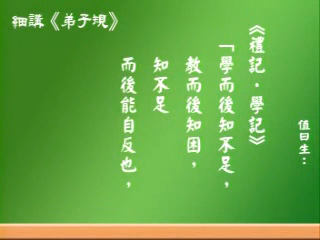 細講《弟子規》
《禮記·學記》
「學而後知不足，
教而後知困，
知不足
而後能自反也，
值日生：